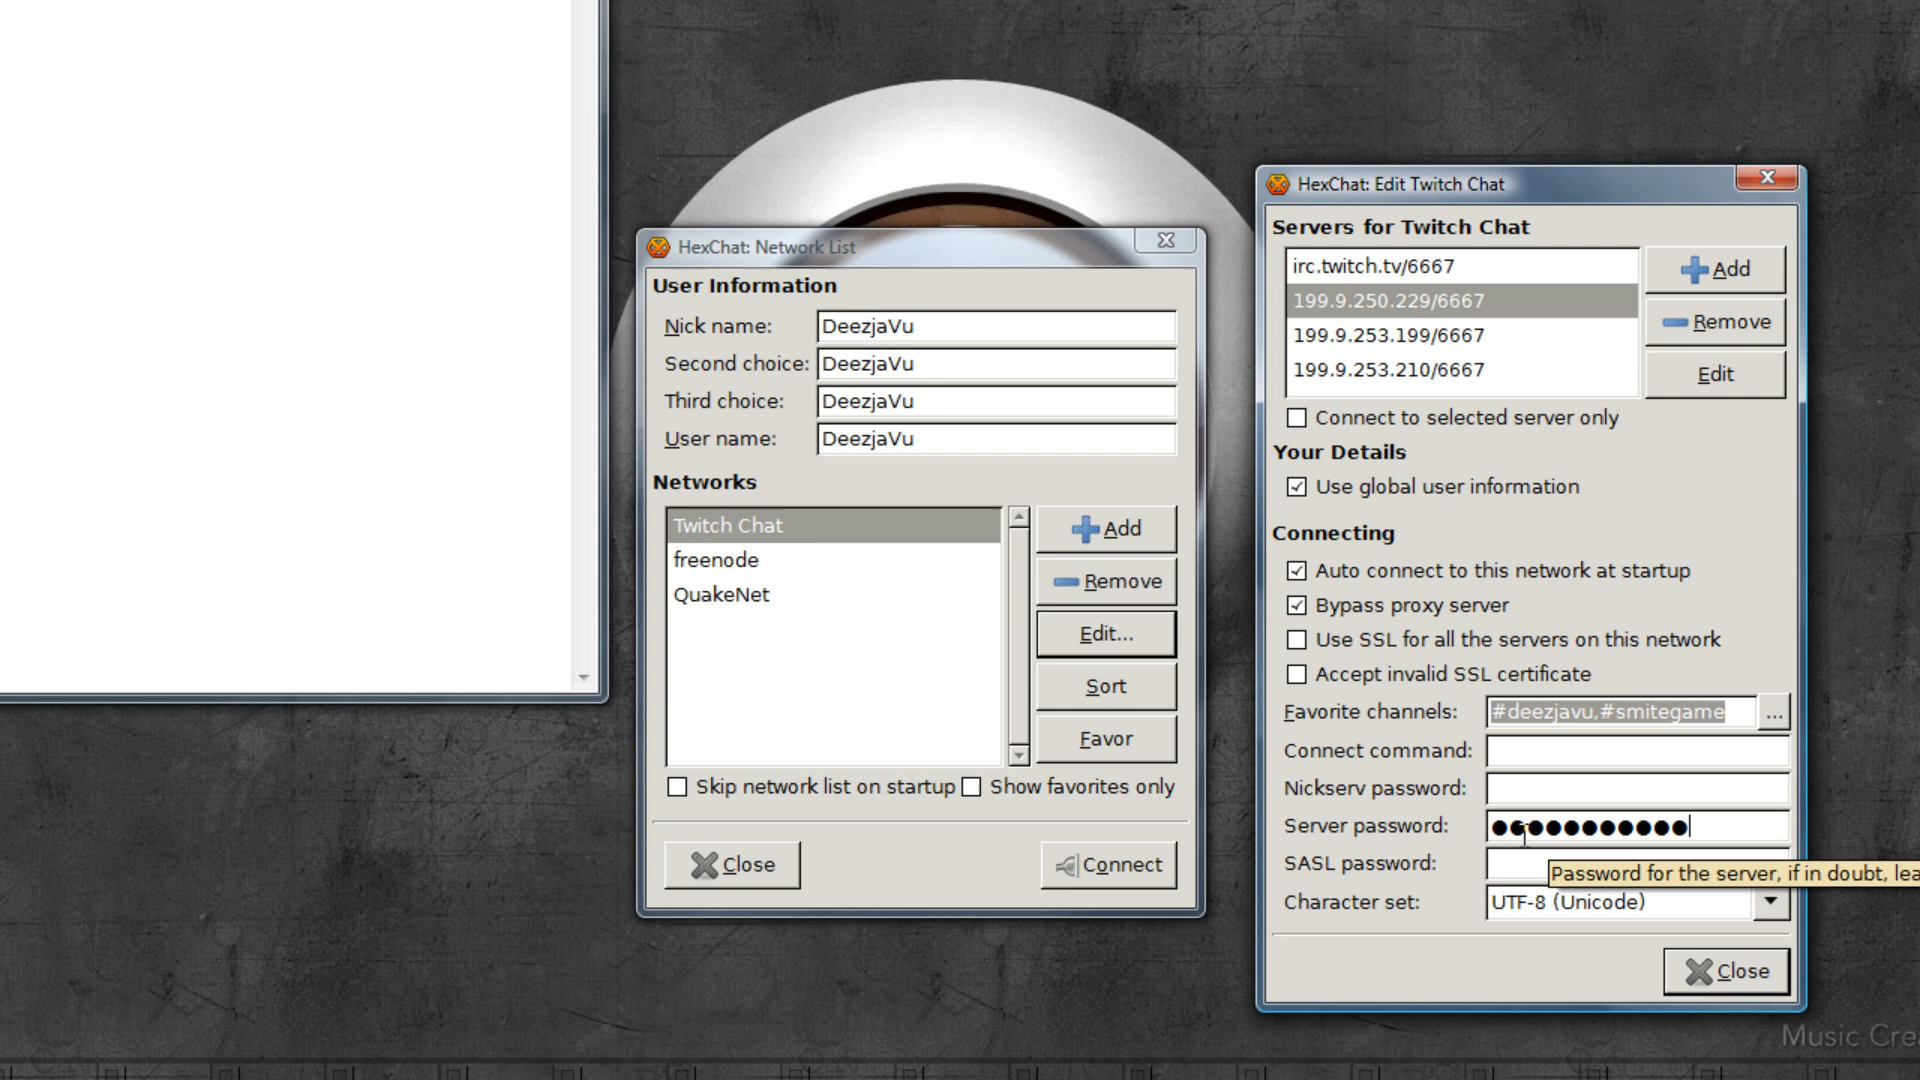 HexChat: Network List
User Information
Nick name: DeezjaVu
Second choice: DeezjaVu
Third choice: DeezjaVu
User name: DeezjaVu
Networks
Twitch Chat
freenode
QuakeNet
Add
Remove
Edit...
Sort
Favor
Skip network list on startup
Show favorites only
Close
Connect
HexChat: Edit Twitch Chat
Servers for Twitch Chat
irc.twitch.tv/6667
199.9.250.229/6667
199.9.253.199/6667
199.9.253.210/6667
Add
Remove
Edit
Connect to selected server only
Your Details
Use global user information
Connecting
Auto connect to this network at startup
Bypass proxy server
Use SSL for all the servers on this network
Accept invalid SSL certificate
Favorite channels: #deezjavu,#smitegame ...
Connect command:
Nickserv password:
Server password: ●●●●●●●●●●●
SASL password:
Password for the server, if in doubt, lea
Character set: UTF-8 (Unicode)
Close
Music Crea